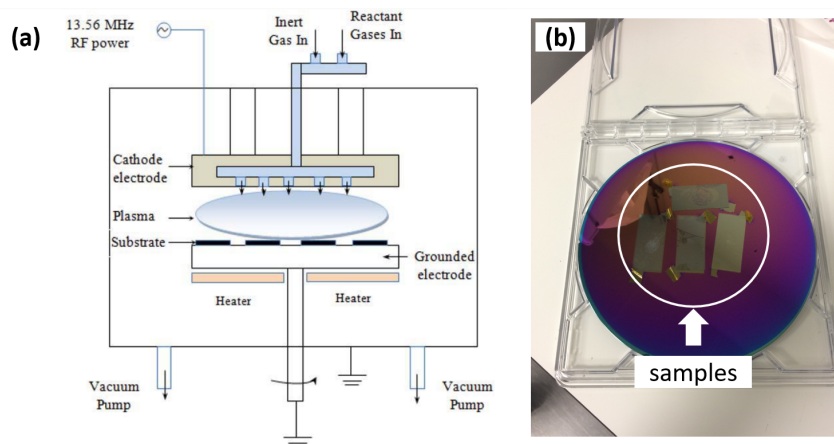 (a)
13.56 MHz
RF power
Inert
Gas In
Reactant
Gases In
Cathode
electrode
Plasma
Substrate
Grounded
electrode
Heater
Heater
Vacuum
Pump
Vacuum
Pump
(b)
samples